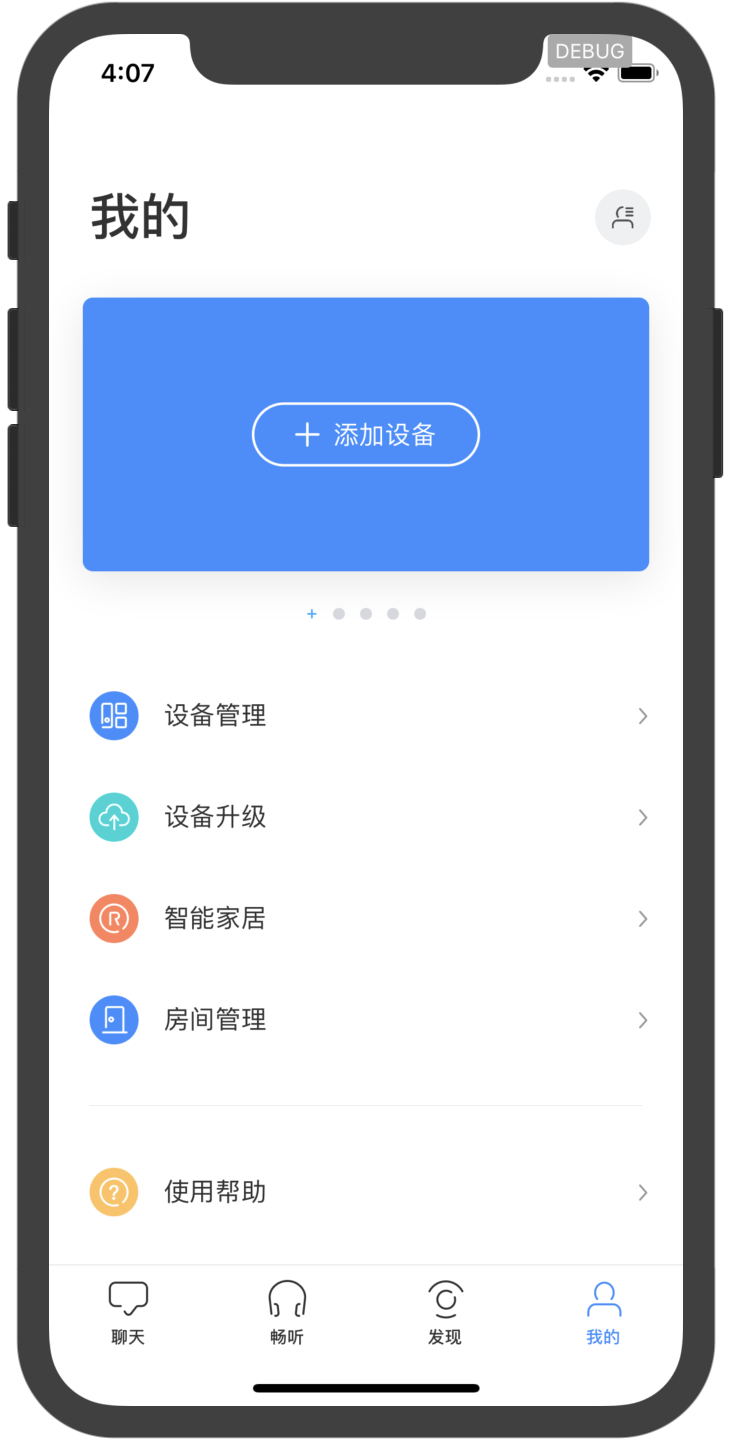 DEBUG
4:07
我的
添加设备
设备管理
设备升级
智能家居
房间管理
使用帮助
聊天
畅听
发现
我的